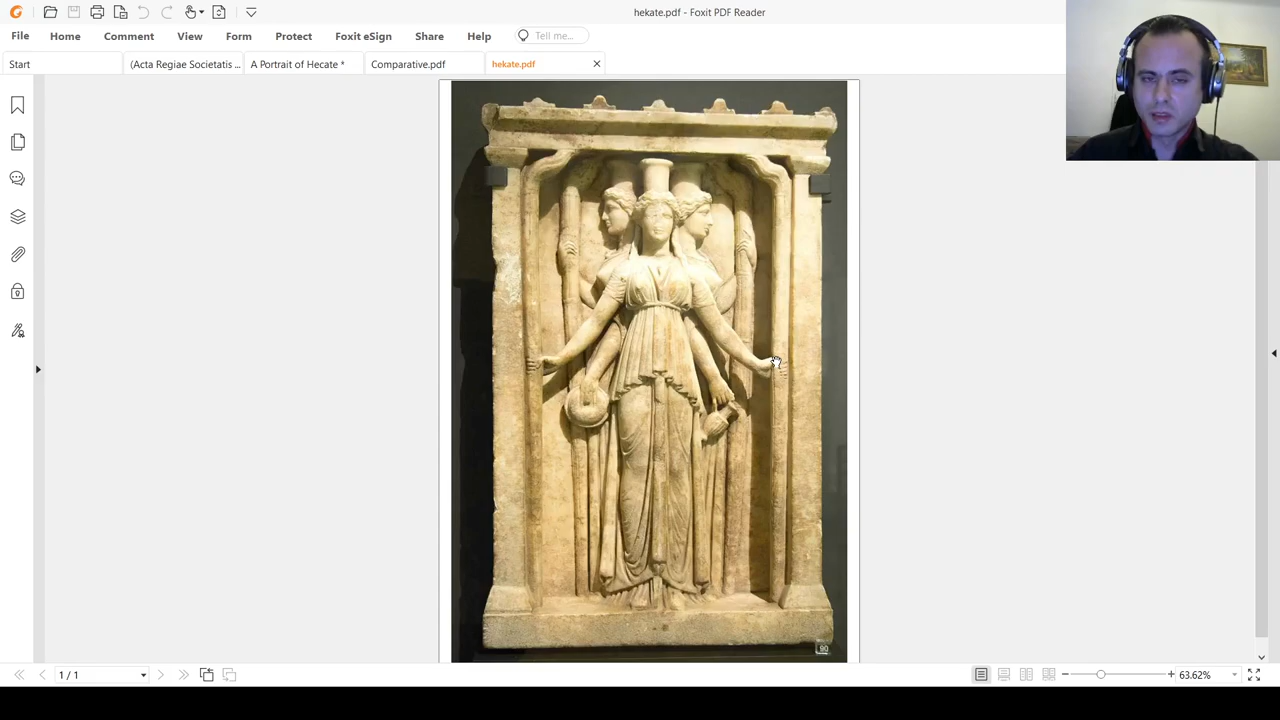 hekate.pdf - Foxit PDF Reader
File Home Comment View Form Protect Foxit eSign Share Help Tell me...
Start (Acta Regiae Societatis ... A Portrait of Hecate * Comparative.pdf hekate.pdf
90
1 / 1 63.62%